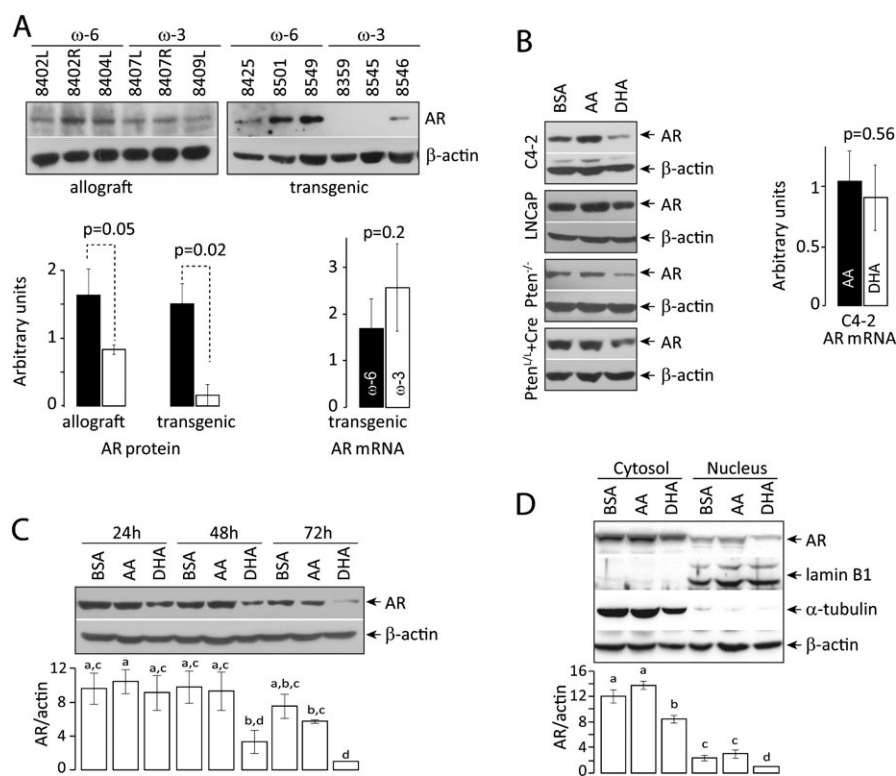 A
ω-6 ω-3 ω-6 ω-3
8402L 8402R 8404L 8407L 8407R 8409L 8425 8501 8549 8359 8545 8546
AR
β-actin
allograft transgenic
p=0.05
p=0.02
p=0.2
Arbitrary units
2
1
0
4
3
2
1
0
ω-6
ω-3
allograft transgenic
transgenic
AR protein
AR mRNA
B
BSA AA DHA
C4-2
AR
β-actin
LNCaP
AR
β-actin
Pten-/-
AR
β-actin
PtenL/L+Cre
AR
β-actin
p=0.56
Arbitrary units
1
0.5
0
AA
DHA
C4-2
AR mRNA
C
24h 48h 72h
BSA AA DHA BSA AA DHA BSA AA DHA
AR
β-actin
AR/actin
12
8
4
0
a,c a a,c a,c a,c b,d a,b,c b,c d
D
Cytosol Nucleus
BSA AA DHA BSA AA DHA
AR
lamin B1
α-tubulin
β-actin
AR/actin
16
12
8
4
0
a a b c c d